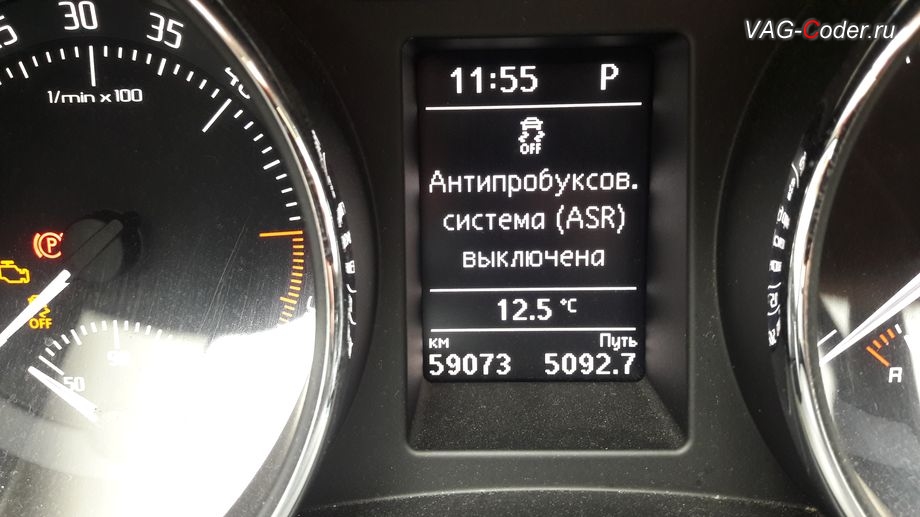 VAG-Coder.ru
30
35
1/min x 100
11:55 P
OFF
Антипробуксов.
система (ASR)
выключена
12.5 °C
км Путь
59073 5092.7
P
OFF
90
50
R